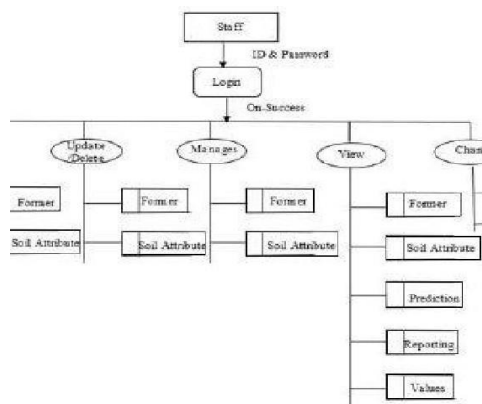 Staff
ID & Password
Login
On Success
Update
/Delete
Manages
View
Chan
Former
Former
Former
Former
Soil Attribute
Soil Attribute
Soil Attribute
Soil Attribute
Prediction
Reporting
Values